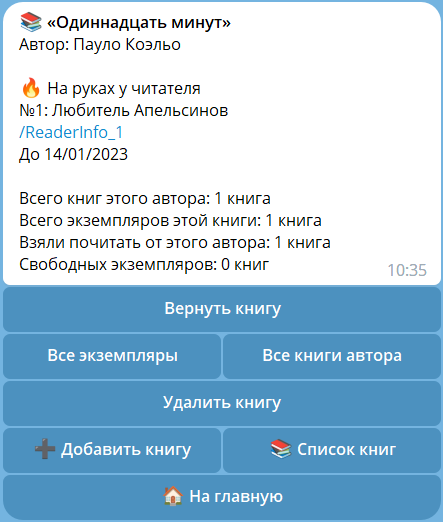 📚 «Одиннадцать минут»
Автор: Пауло Коэльо
🔥 На руках у читателя
№1: Любитель Апельсинов
/ReaderInfo_1
До 14/01/2023
Всего книг этого автора: 1 книга
Всего экземпляров этой книги: 1 книга
Взяли почитать от этого автора: 1 книга
Свободных экземпляров: 0 книг
10:35
Вернуть книгу
Все экземпляры
Все книги автора
Удалить книгу
➕ Добавить книгу
📚 Список книг
🏠 На главную